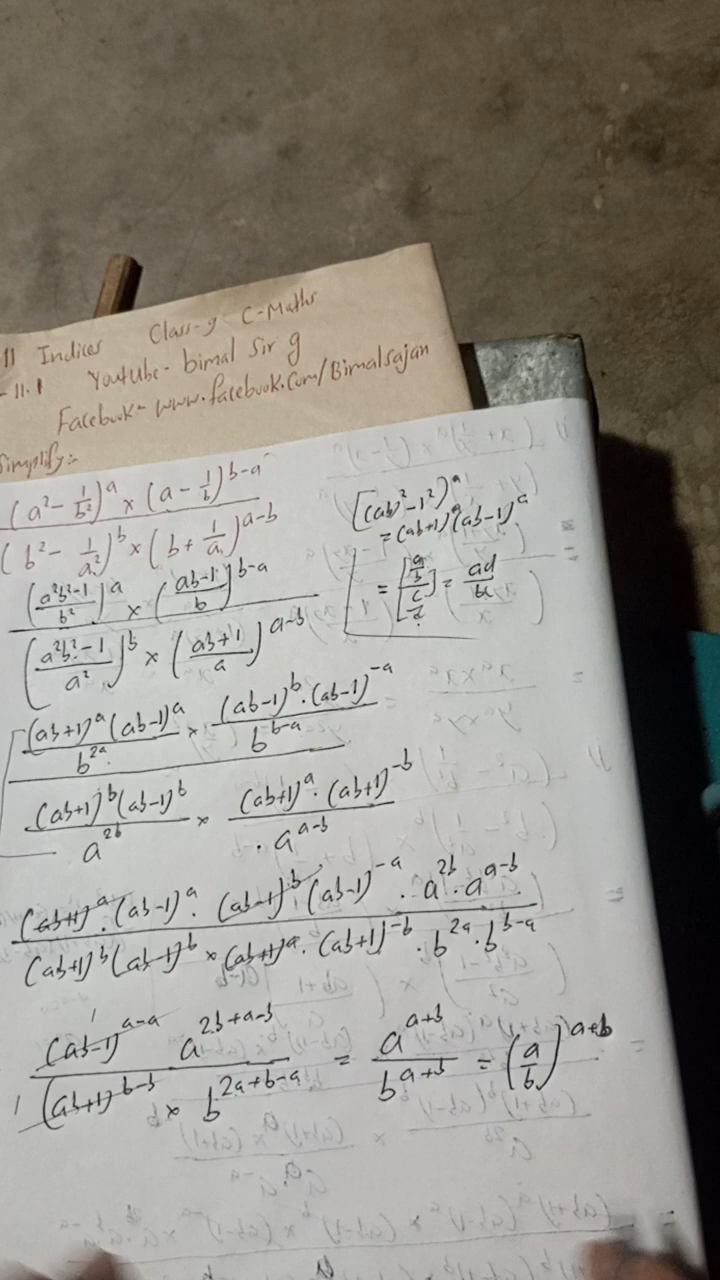 11 Indices Class-9 C-Maths
-11.1 Youtube- bimal Sir g
Facebook- www.facebook.com/Bimalsajan
Simplify:-
(a² - 1/b²)^a × (a - 1/b)^(b-a)
(b² - 1/a²)^b × (b + 1/a)^(a-b)
[(ab)² - 1²)^a
= (ab+1)^a (ab-1)^a
= [a/b / c/d] = ad/bc
((a²b²-1)/b²)^a × ((ab-1)/b)^(b-a)
((a²b²-1)/a²)^b × ((ab+1)/a)^(a-b)
(ab+1)^a (ab-1)^a / b^(2a) × (ab-1)^b · (ab-1)^(-a) / b^(b-a)
(ab+1)^b (ab-1)^b / a^(2b) × (ab+1)^a · (ab+1)^(-b) / a^(a-b)
(ab+1)^a · (ab-1)^a · (ab-1)^b (ab-1)^(-a) · a^(2b) · a^(a-b)
(ab+1)^b (ab-1)^b × (ab+1)^a · (ab+1)^(-b) · b^(2a) · b^(b-a)
(ab-1)^(a-a) a^(2b+a-b) / (ab+1)^(b-b) × b^(2a+b-a) = a^(a+b) / b^(a+b) = (a/b)^(a+b)